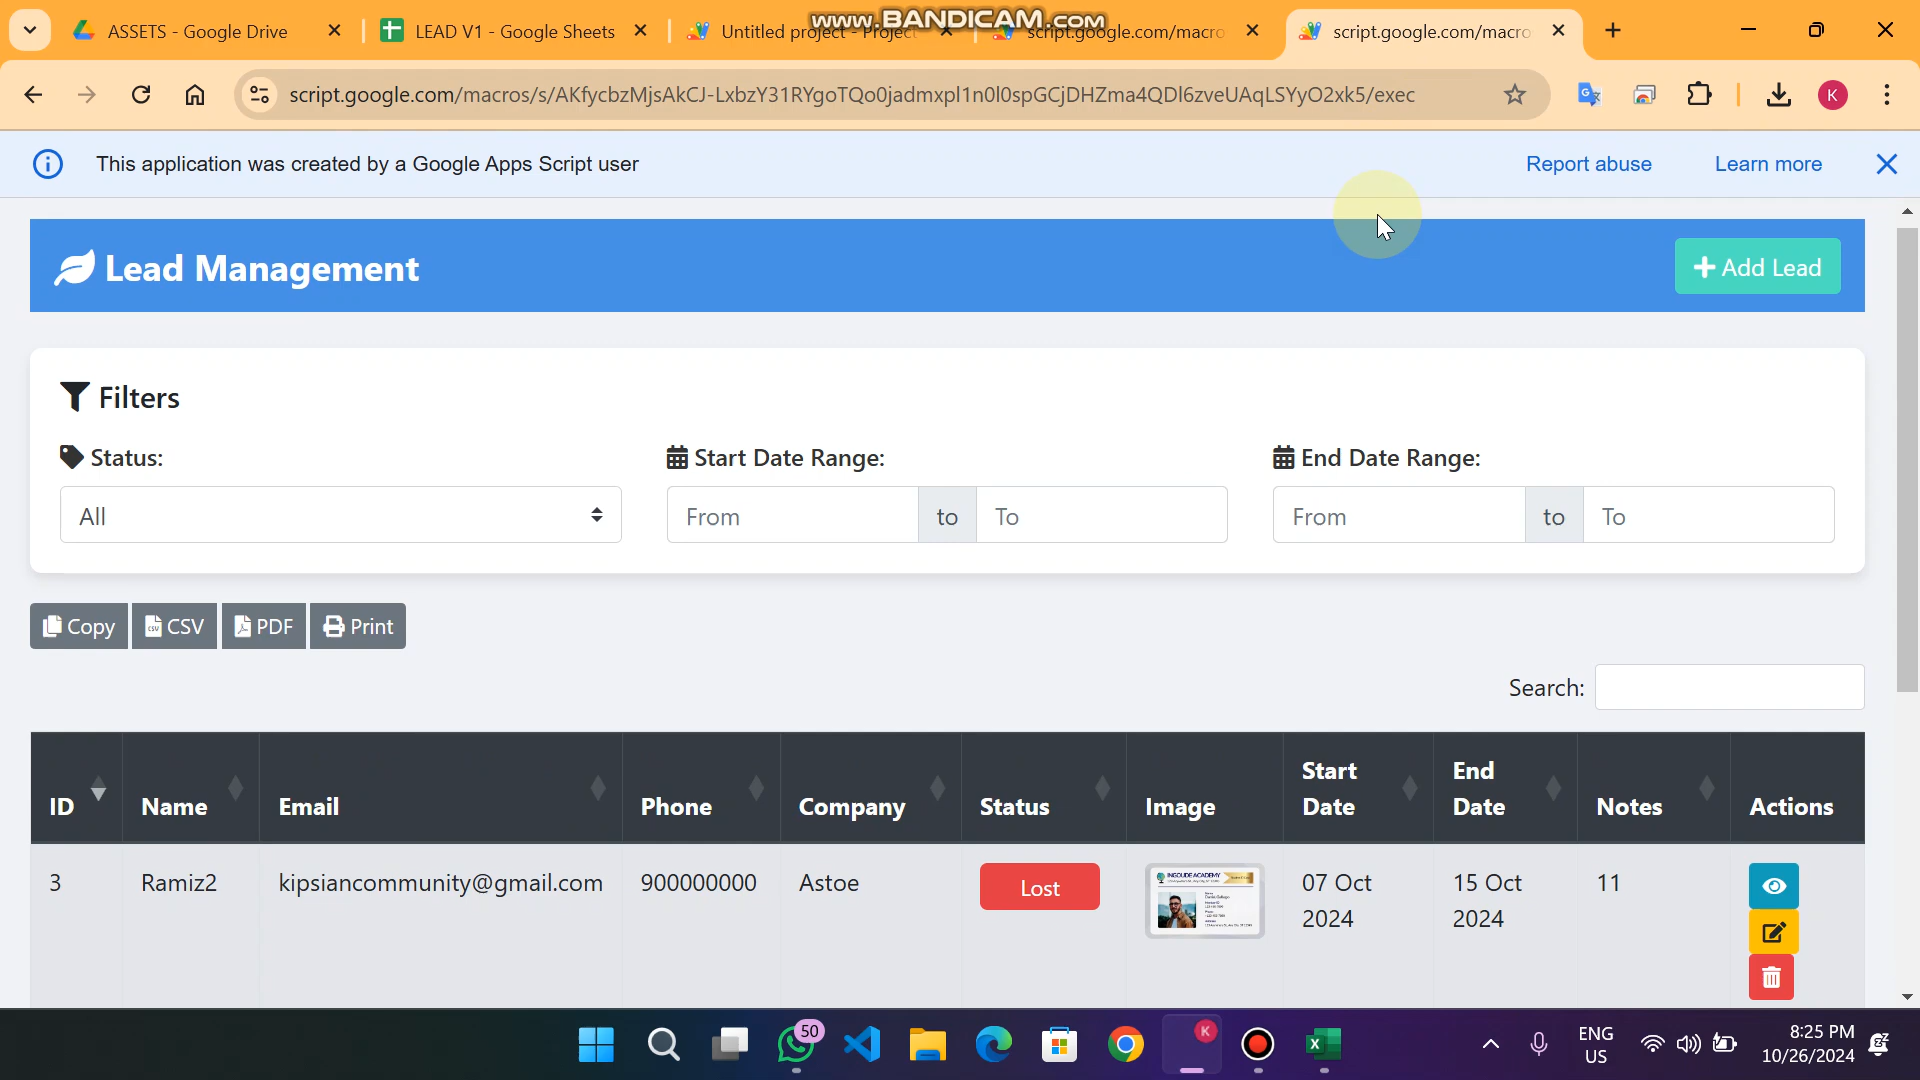 www.BANDICAM.com
ASSETS - Google Drive
LEAD V1 - Google Sheets
Untitled project - Project
script.google.com/macro
script.google.com/macro
script.google.com/macros/s/AKfycbzMjsAkCJ-LxbzY31RYgoTQo0jadmxpl1n0l0spGCjDHZma4QDl6zveUAqLSYyO2xk5/exec
K
This application was created by a Google Apps Script user
Report abuse
Learn more
Lead Management
Add Lead
Filters
Status:
Start Date Range:
End Date Range:
All
From to To
From to To
Copy
CSV
PDF
Print
Search:
ID Name Email Phone Company Status Image Start Date End Date Notes Actions
3 Ramiz2 kipsiancommunity@gmail.com 900000000 Astoe Lost 07 Oct 2024 15 Oct 2024 11
INGOUDE ACADEMY
50
K
ENG
US
8:25 PM
10/26/2024